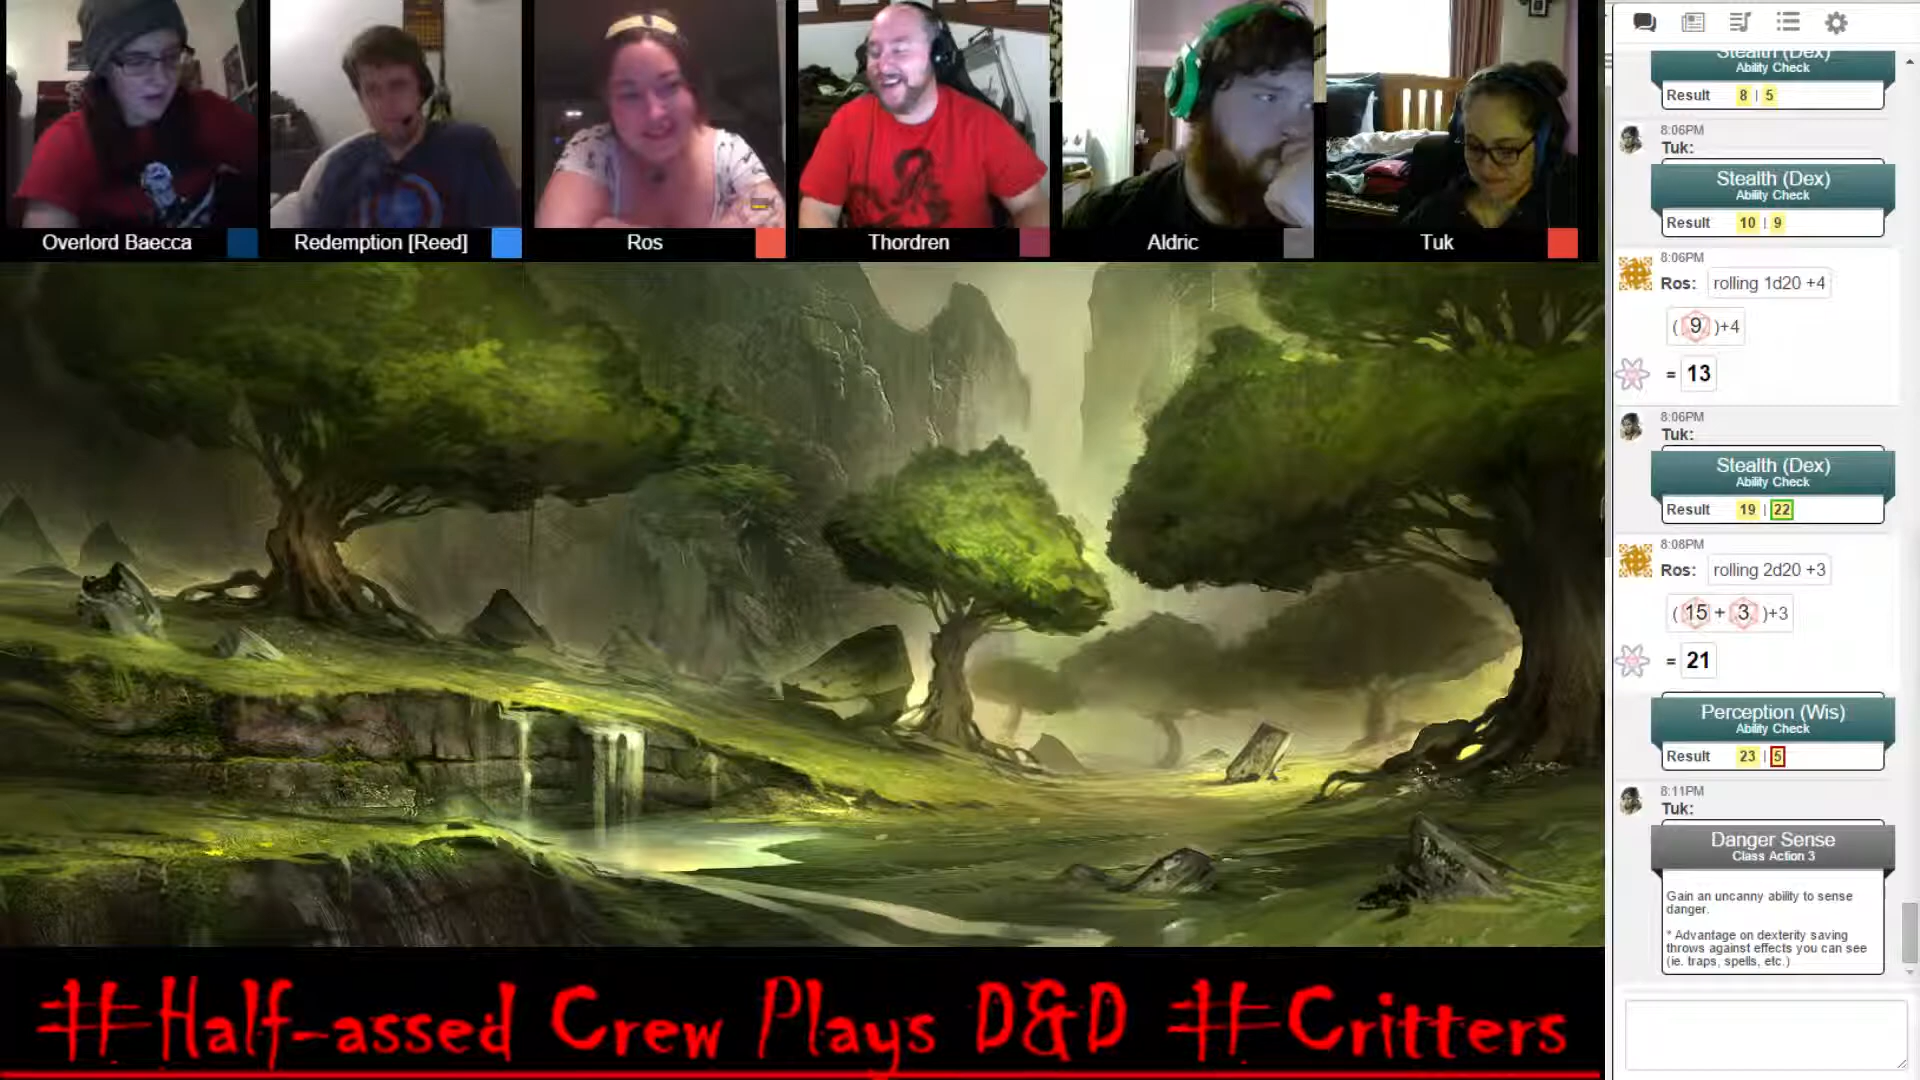 Overlord Baecca
Redemption [Reed]
Ros
Thordren
Aldric
Tuk
Stealth (Dex)
Ability Check
Result 8 | 5
8:06PM
Tuk:
Stealth (Dex)
Ability Check
Result 10 | 9
8:06PM
Ros: rolling 1d20 +4
( 9 )+4
= 13
8:06PM
Tuk:
Stealth (Dex)
Ability Check
Result 19 | 22
8:08PM
Ros: rolling 2d20 +3
( 15 + 3 )+3
= 21
Perception (Wis)
Ability Check
Result 23 | 5
8:11PM
Tuk:
Danger Sense
Class Action 3
Gain an uncanny ability to sense
danger.
* Advantage on dexterity saving
throws against effects you can see
(ie. traps, spells, etc.)
#Half-assed Crew Plays D&D #Critters